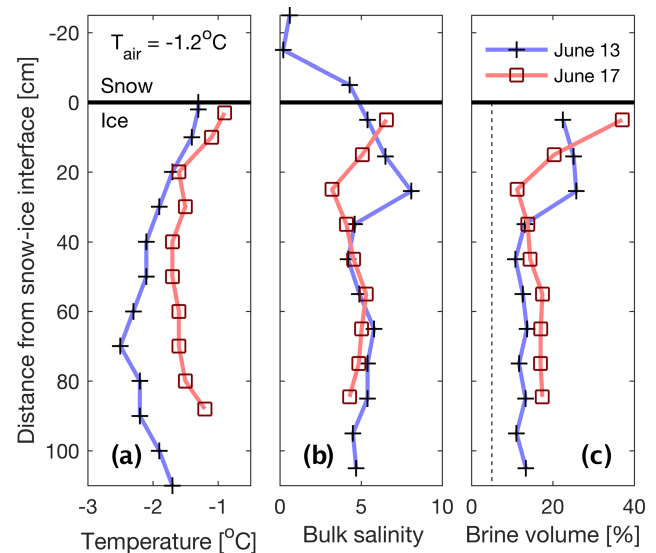 -20
0
20
40
60
80
100
Distance from snow-ice interface [cm]
T_air = -1.2°C
Snow
Ice
(a)
-3
-2
-1
Temperature [°C]
(b)
0
5
10
Bulk salinity
June 13
June 17
(c)
0
20
40
Brine volume [%]